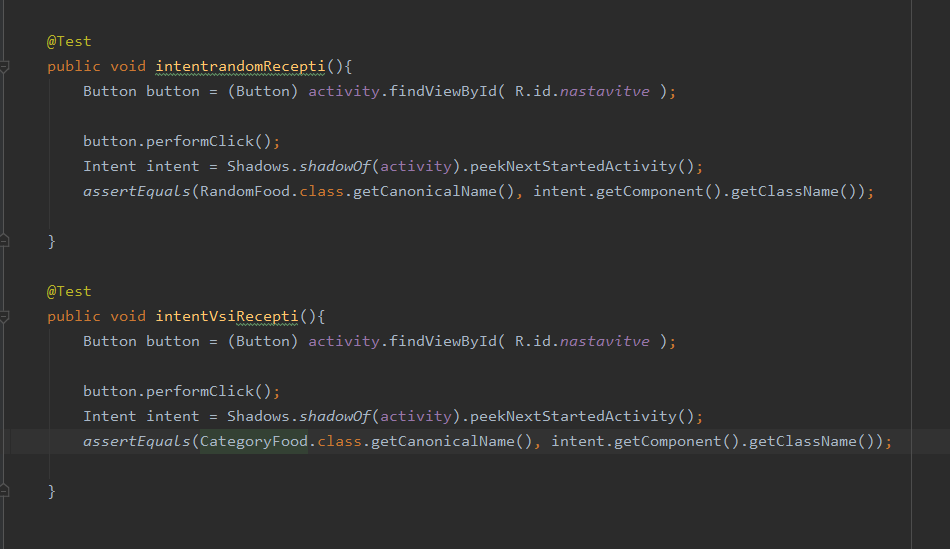 @Test
public void intentrandomRecepti(){
Button button = (Button) activity.findViewById( R.id.nastavitve );
button.performClick();
Intent intent = Shadows.shadowOf(activity).peekNextStartedActivity();
assertEquals(RandomFood.class.getCanonicalName(), intent.getComponent().getClassName());
}
@Test
public void intentVsiRecepti(){
Button button = (Button) activity.findViewById( R.id.nastavitve );
button.performClick();
Intent intent = Shadows.shadowOf(activity).peekNextStartedActivity();
assertEquals(CategoryFood.class.getCanonicalName(), intent.getComponent().getClassName());
}